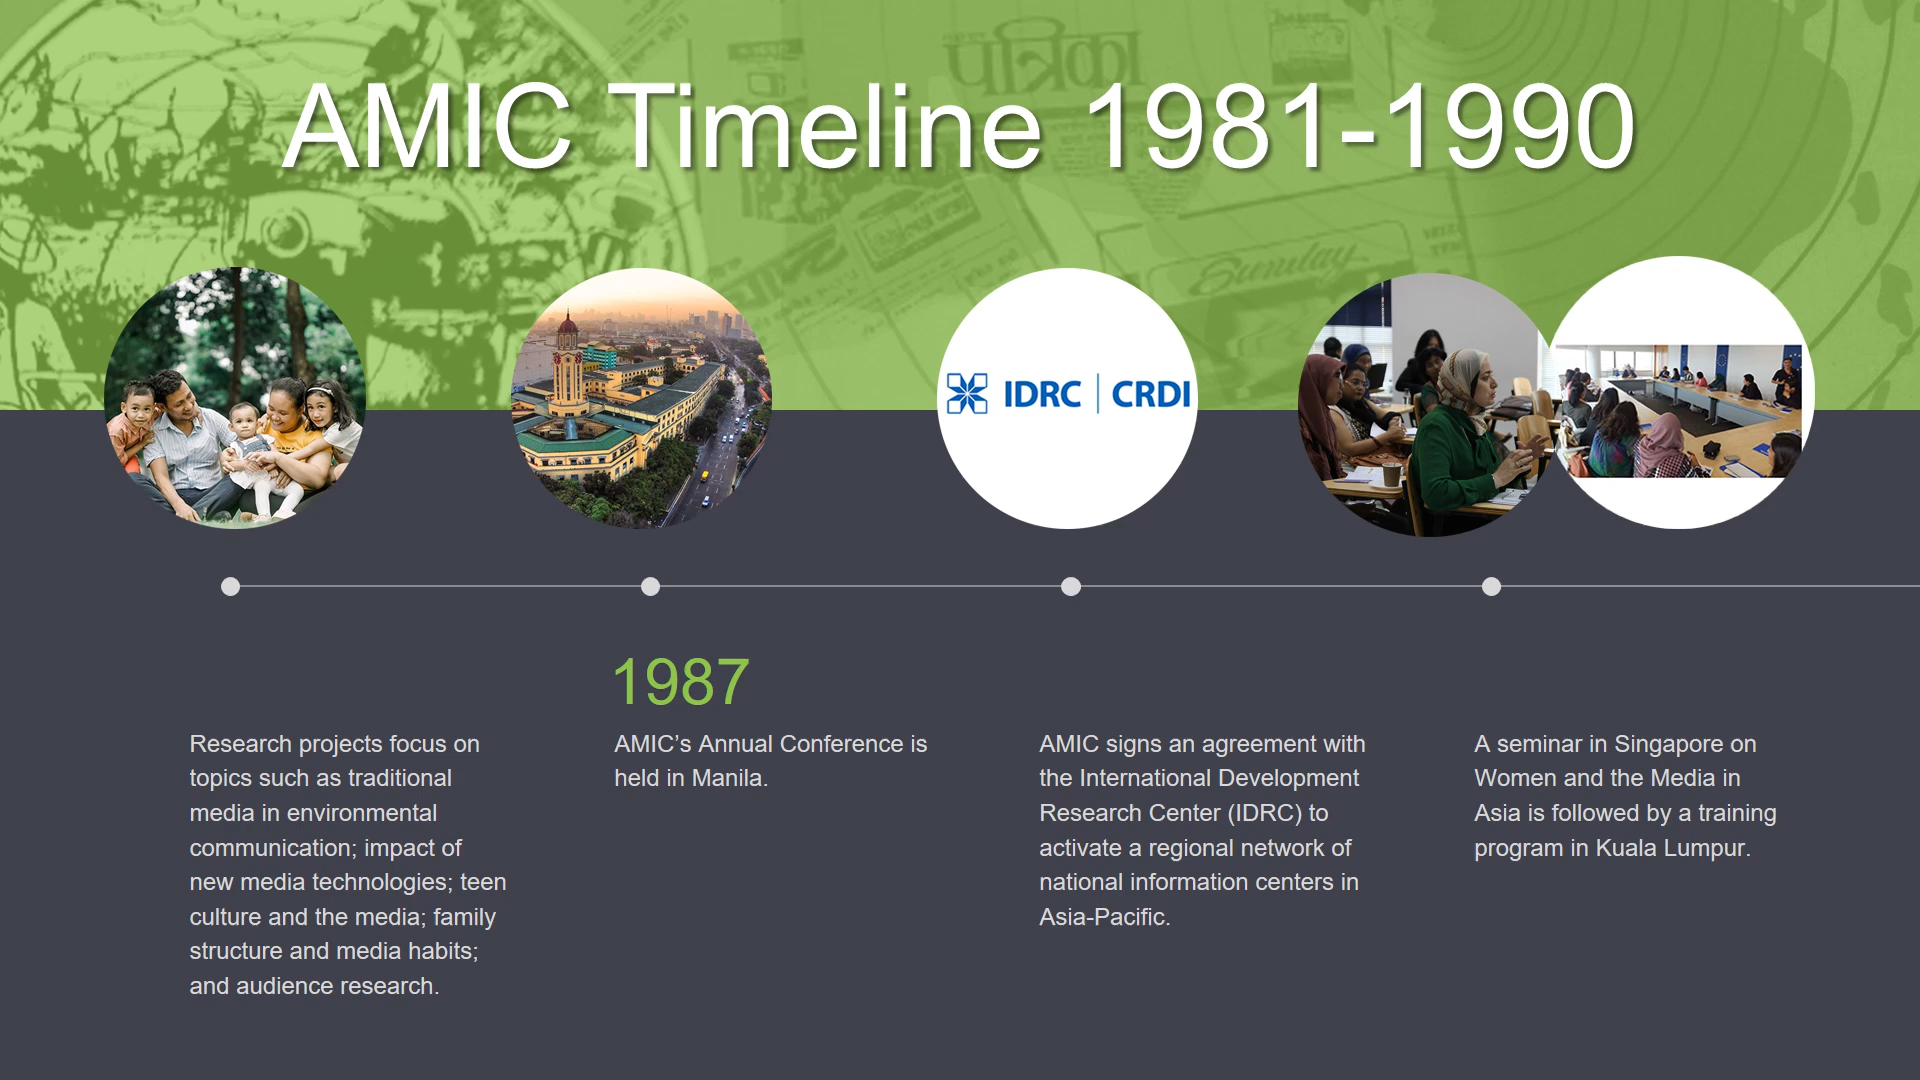 पत्रिका
AMIC Timeline 1981-1990
Sunday
IDRC | CRDI
1987
Research projects focus on
topics such as traditional
media in environmental
communication; impact of
new media technologies; teen
culture and the media; family
structure and media habits;
and audience research.
AMIC’s Annual Conference is
held in Manila.
AMIC signs an agreement with
the International Development
Research Center (IDRC) to
activate a regional network of
national information centers in
Asia-Pacific.
A seminar in Singapore on
Women and the Media in
Asia is followed by a training
program in Kuala Lumpur.